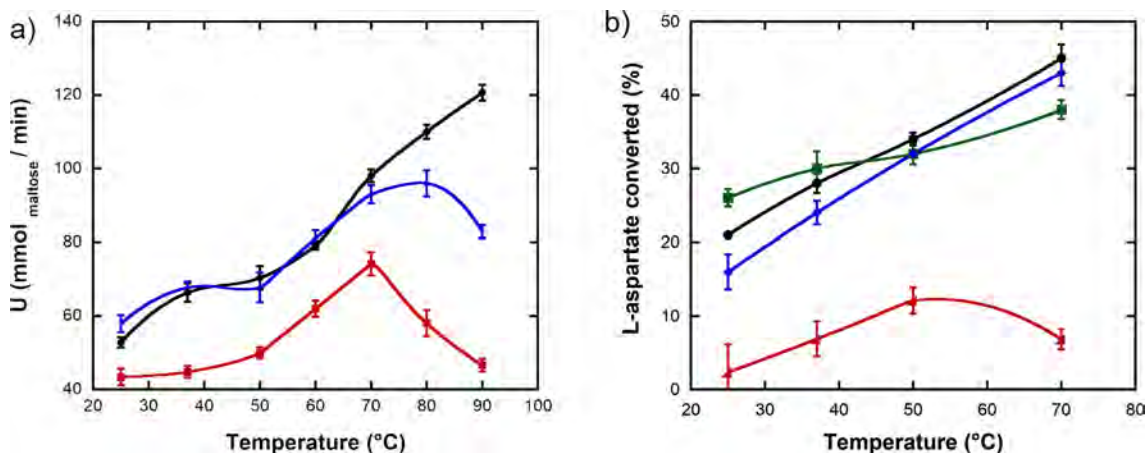 a)
U (mmol maltose / min)
140
120
100
80
60
40
20 30 40 50 60 70 80 90 100
Temperature (°C)
b)
L-aspartate converted (%)
50
40
30
20
10
0
20 30 40 50 60 70 80
Temperature (°C)